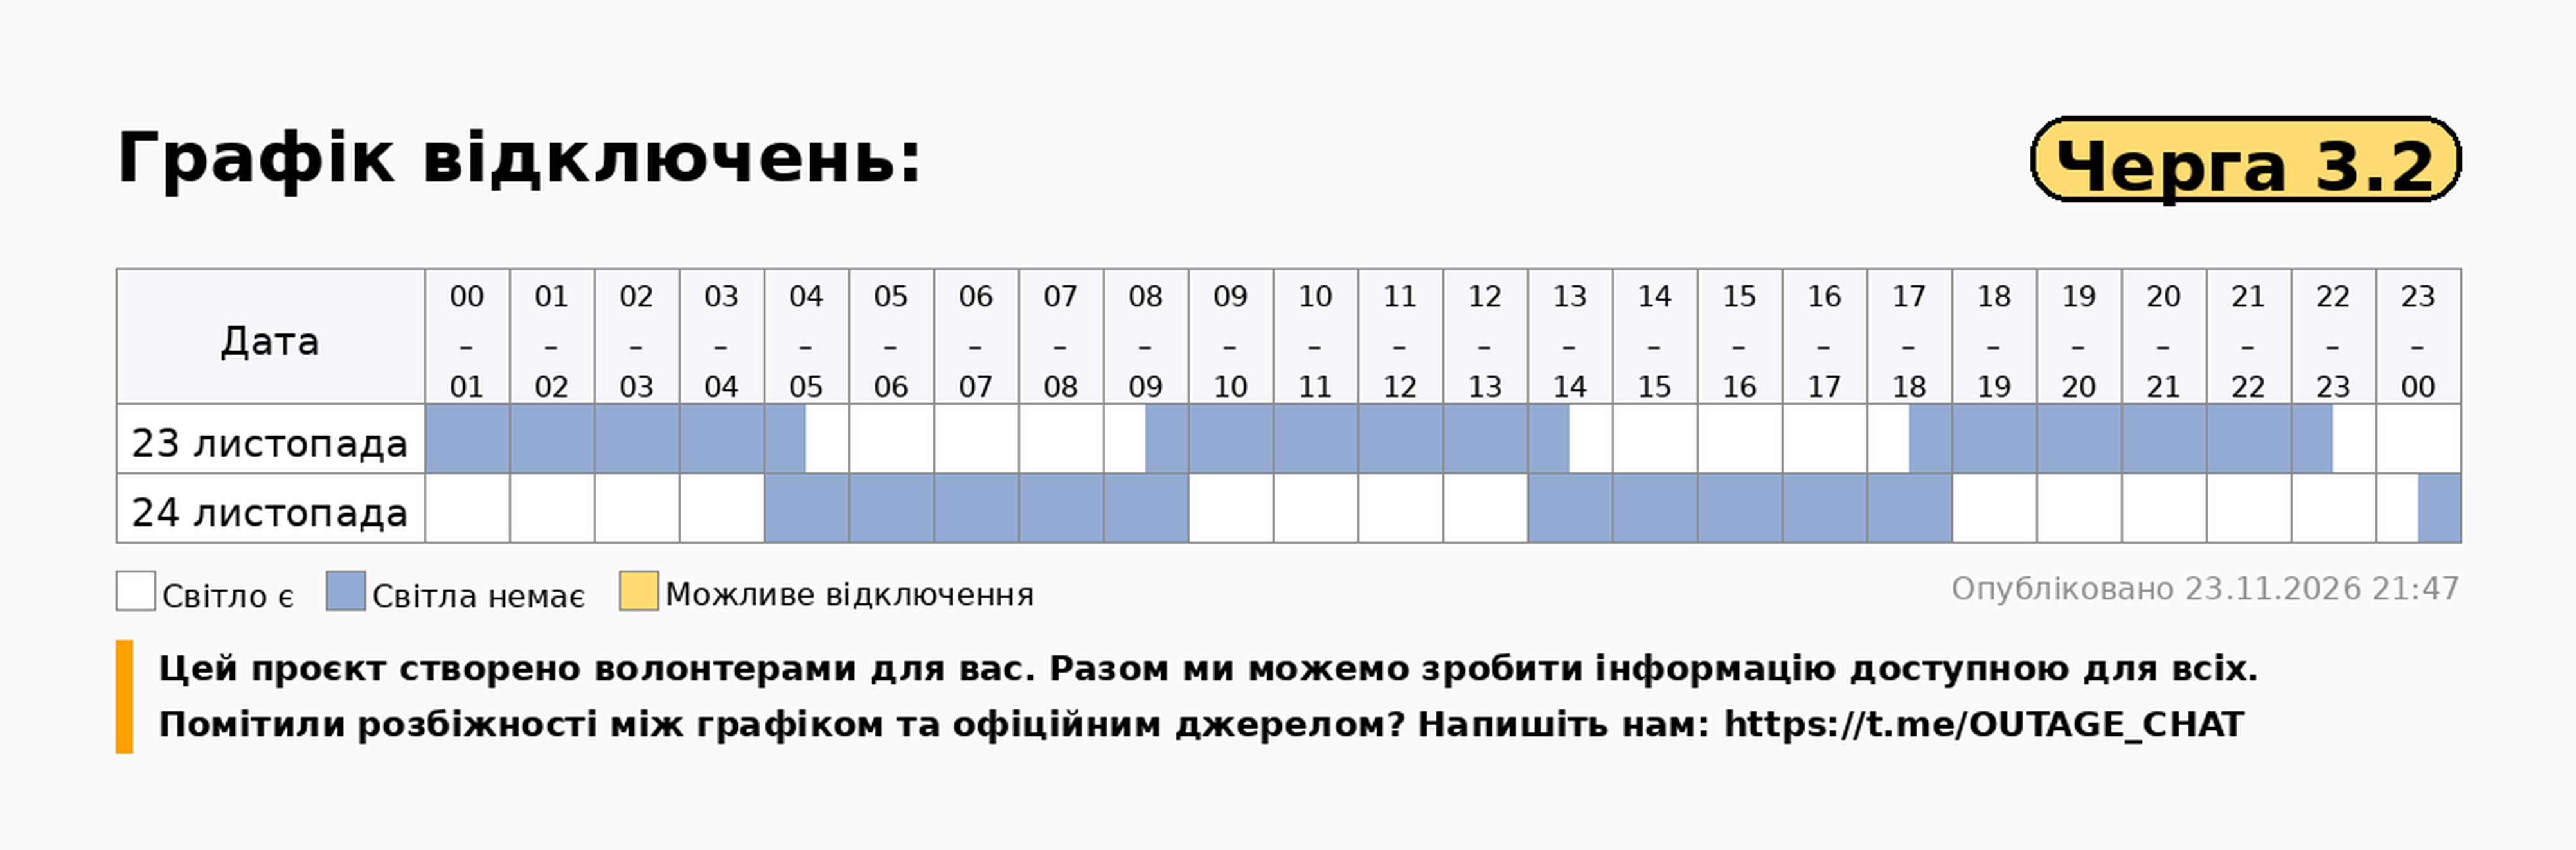 Графік відключень:
Черга 3.2
Дата
00 – 01
01 – 02
02 – 03
03 – 04
04 – 05
05 – 06
06 – 07
07 – 08
08 – 09
09 – 10
10 – 11
11 – 12
12 – 13
13 – 14
14 – 15
15 – 16
16 – 17
17 – 18
18 – 19
19 – 20
20 – 21
21 – 22
22 – 23
23 – 00
23 листопада
24 листопада
Світло є
Світла немає
Можливе відключення
Опубліковано 23.11.2026 21:47
Цей проєкт створено волонтерами для вас. Разом ми можемо зробити інформацію доступною для всіх.
Помітили розбіжності між графіком та офіційним джерелом? Напишіть нам: https://t.me/OUTAGE_CHAT